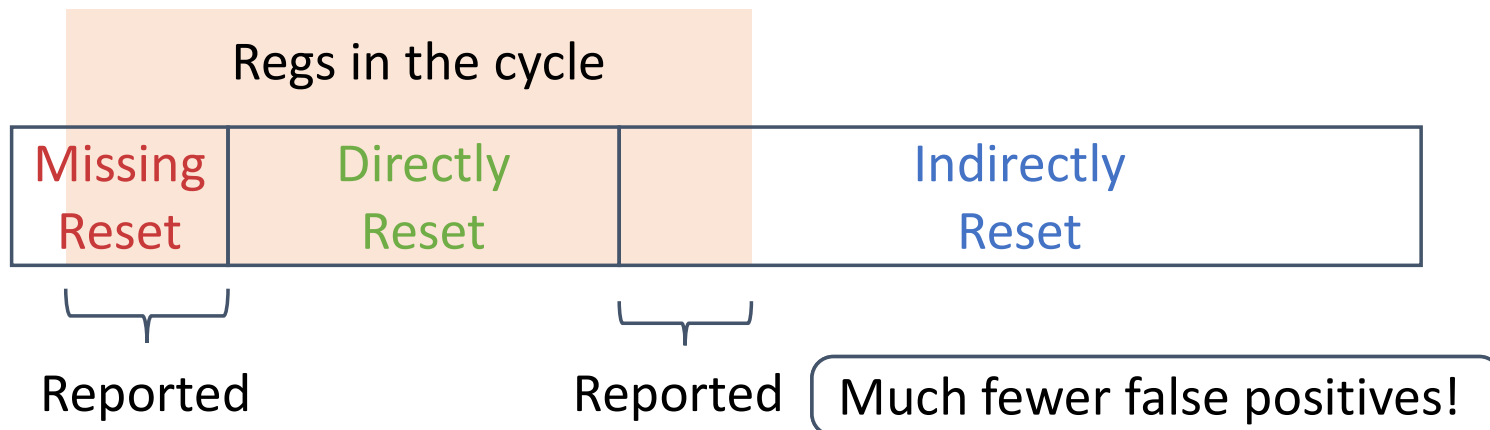 Regs in the cycle
Missing
Reset
Directly
Reset
Indirectly
Reset
Reported
Reported
Much fewer false positives!